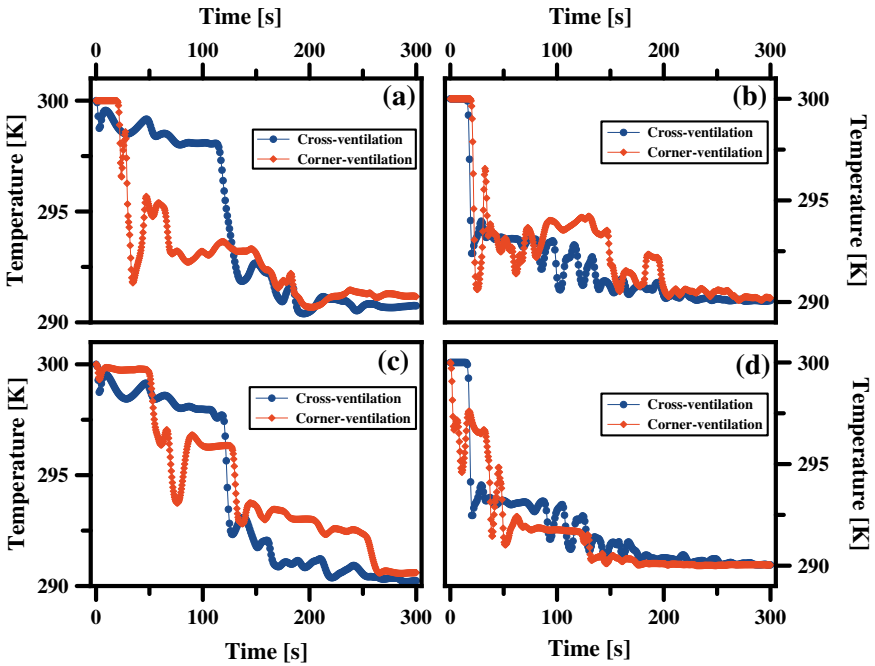 Time [s] Time [s]
0 100 200 300 0 100 200 300
(a) (b)
Temperature [K] 300 295 290
Cross-ventilation
Corner-ventilation
Cross-ventilation
Corner-ventilation
300 295 290 Temperature [K]
(c) (d)
Temperature [K] 300 295 290
Cross-ventilation
Corner-ventilation
Cross-ventilation
Corner-ventilation
300 295 290 Temperature [K]
0 100 200 300 0 100 200 300
Time [s] Time [s]